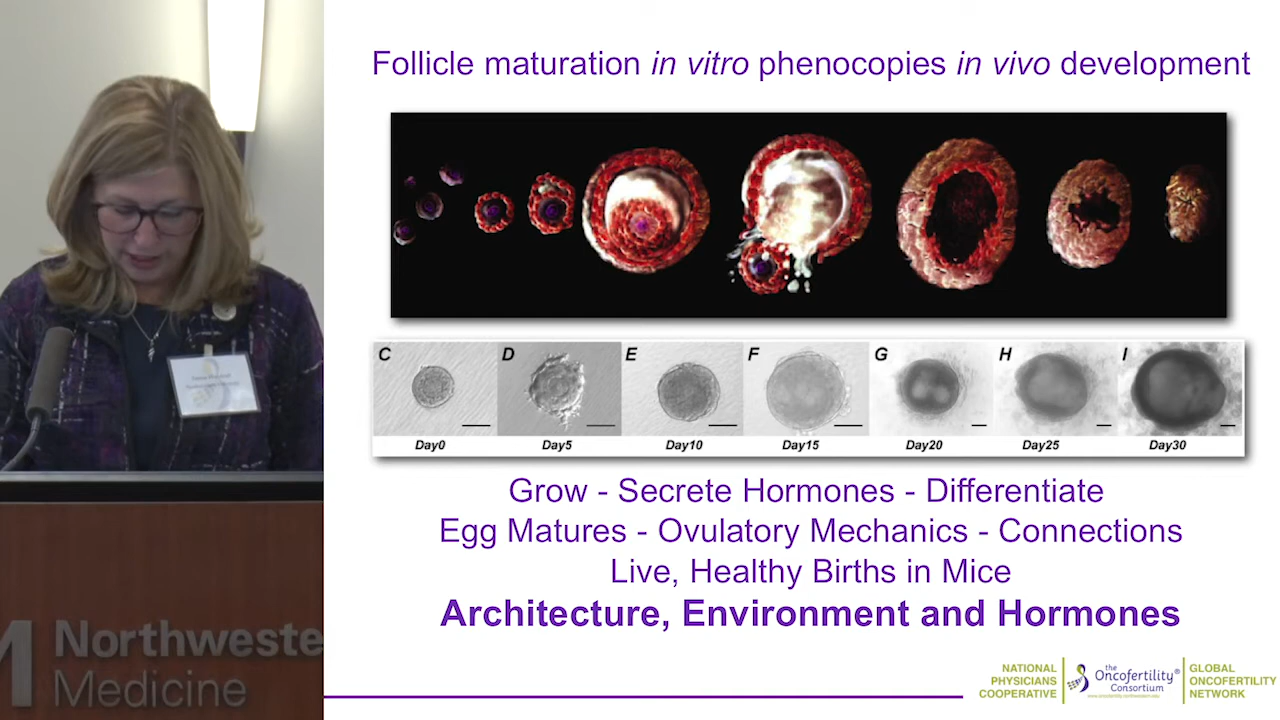 Follicle maturation in vitro phenocopies in vivo development
C
D
E
F
G
H
I
Day0
Day5
Day10
Day15
Day20
Day25
Day30
Grow - Secrete Hormones - Differentiate
Egg Matures - Ovulatory Mechanics - Connections
Live, Healthy Births in Mice
Architecture, Environment and Hormones
M Northweste
Medicine
NATIONAL
PHYSICIANS
COOPERATIVE
the
Oncofertility®
Consortium
GLOBAL
ONCOFERTILITY
NETWORK